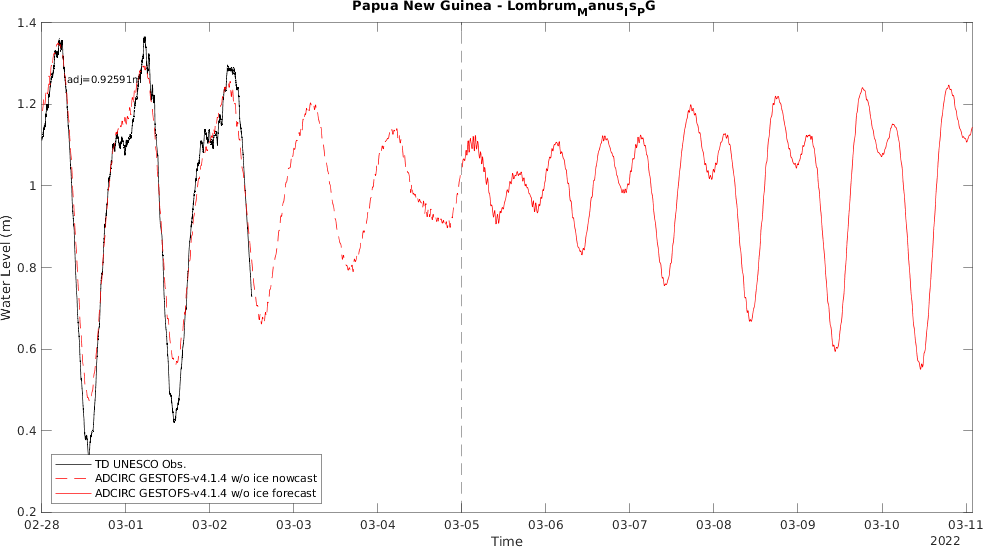 Papua New Guinea - LombrumManusIsPG
1.4
adj=0.92591m
1.2
1
0.8
0.6
0.4
0.2
Water Level (m)
TD UNESCO Obs.
ADCIRC GESTOFS-v4.1.4 w/o ice nowcast
ADCIRC GESTOFS-v4.1.4 w/o ice forecast
02-28 03-01 03-02 03-03 03-04 03-05 03-06 03-07 03-08 03-09 03-10 03-11
Time
2022